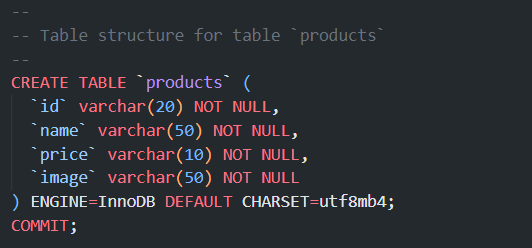 --
-- Table structure for table `products`
--
CREATE TABLE `products` (
  `id` varchar(20) NOT NULL,
  `name` varchar(50) NOT NULL,
  `price` varchar(10) NOT NULL,
  `image` varchar(50) NOT NULL
) ENGINE=InnoDB DEFAULT CHARSET=utf8mb4;
COMMIT;